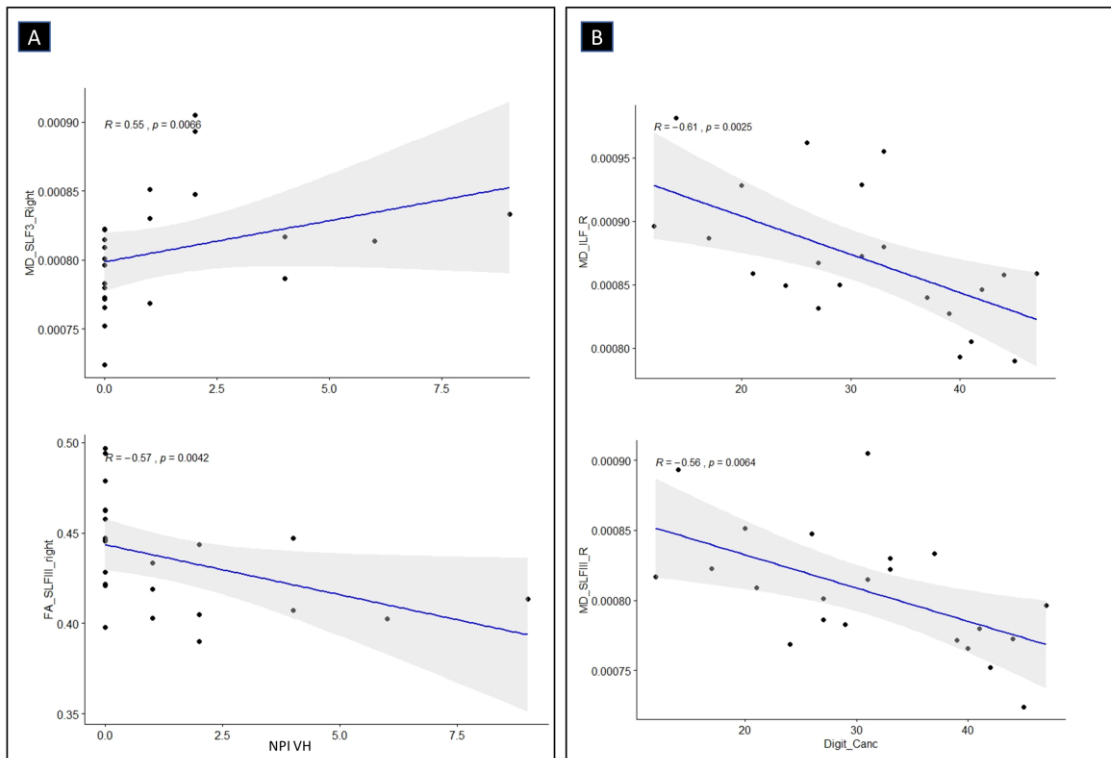 A
R = 0.55 , p = 0.0066
MD_SLF3_Right
0.00090
0.00085
0.00080
0.00075
0.0
2.5
5.0
7.5
R = −0.57 , p = 0.0042
FA_SLFIII_right
0.50
0.45
0.40
0.35
0.0
2.5
5.0
7.5
NPI VH
B
R = −0.61 , p = 0.0025
MD_ILF_R
0.00095
0.00090
0.00085
0.00080
20
30
40
R = −0.56 , p = 0.0064
MD_SLFIII_R
0.00090
0.00085
0.00080
0.00075
20
30
40
Digit_Canc